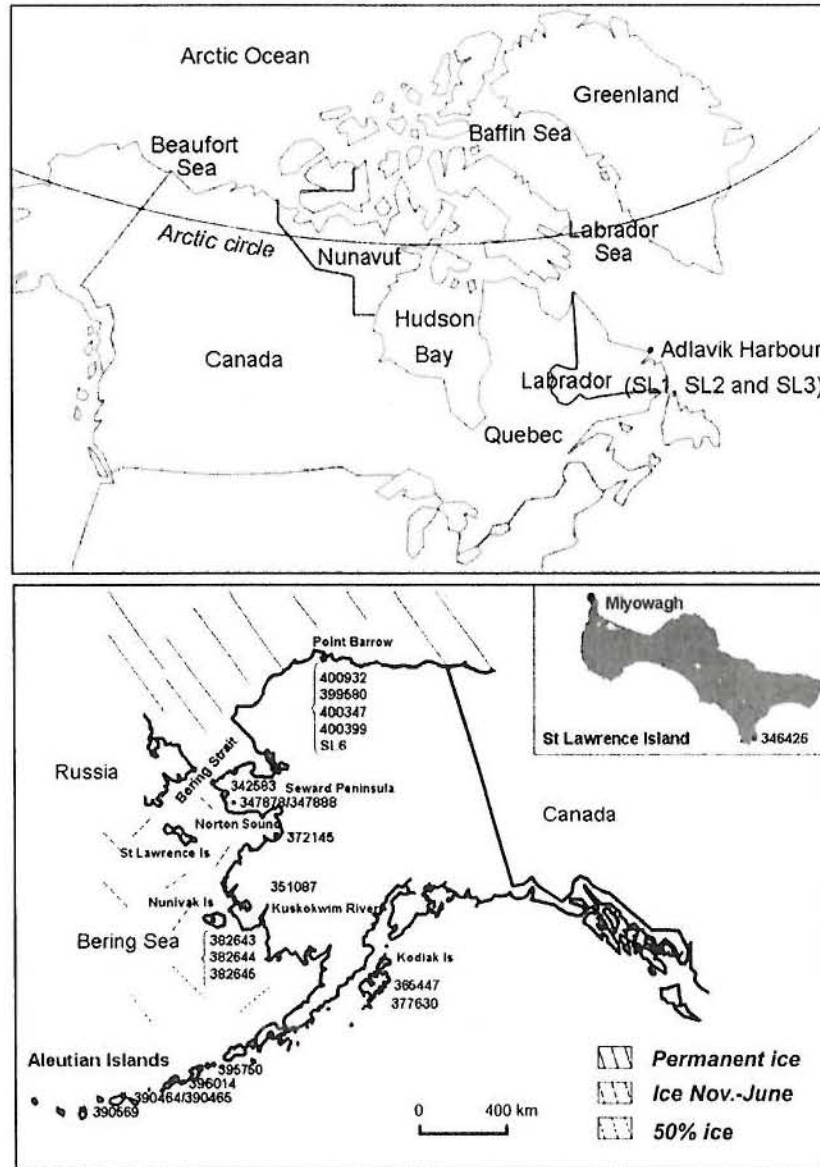 Arctic Ocean
Greenland
Baffin Sea
Beaufort
Sea
Arctic circle
Labrador
Sea
Nunavut
Hudson
Bay
Canada
Adlavik Harbour
Labrador
(SL1, SL2 and SL3)
Quebec
Point Barrow
400932
399580
400347
400399
SL6
Miyowagh
St Lawrence Island
346426
Russia
Bering Strait
342583
Seward Peninsula
347878/347888
Norton Sound
372145
St Lawrence Is
Canada
351087
Nunivak Is
Kuskokwim River
Bering Sea
382643
382644
382645
Kodiak Is
365447
377630
Aleutian Islands
395750
396014
390464/390465
390569
0
400 km
Permanent ice
Ice Nov.-June
50% ice